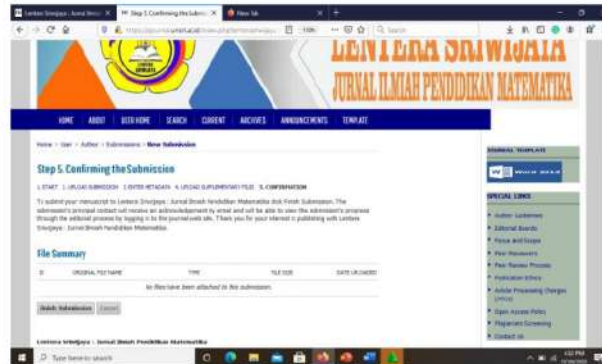 Lentera Sriwijaya : Jurnal Ilmiah
Step 5. Confirming the Submis
New Tab
110%
Search
LENTERA SRIWIJAYA
JURNAL ILMIAH PENDIDIKAN MATEMATIKA
HOME ABOUT USER HOME SEARCH CURRENT ARCHIVES ANNOUNCEMENTS TEMPLATE
Home > User > Author > Submissions > New Submission
Step 5. Confirming the Submission
1. START 2. UPLOAD SUBMISSION 3. ENTER METADATA 4. UPLOAD SUPPLEMENTARY FILES 5. CONFIRMATION
To submit your manuscript to Lentera Sriwijaya : Jurnal Ilmiah Pendidikan Matematika click Finish Submission. The
submission's principal contact will receive an acknowledgement by email and will be able to view the submission's progress
through the editorial process by logging in to the journal web site. Thank you for your interest in publishing with Lentera
Sriwijaya : Jurnal Ilmiah Pendidikan Matematika.
File Summary
ID ORIGINAL FILE NAME TYPE FILE SIZE DATE UPLOADED
No files have been attached to this submission.
Finish Submission Cancel
Lentera Sriwijaya : Jurnal Ilmiah Pendidikan Matematika
JOURNAL TEMPLATE
SPECIAL LINKS
Author Guidelines
Editorial Boards
Focus and Scope
Peer Reviewers
Peer Review Process
Publication Ethics
Article Processing Charges
Open Access Policy
Plagiarism Screening
Contact Us
Type here to search
4:32 PM